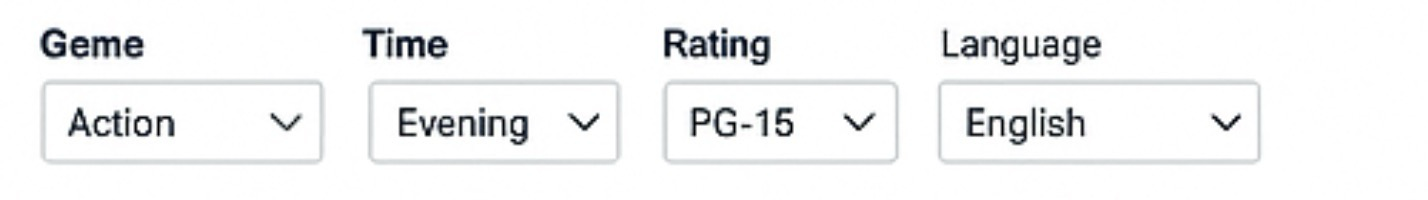 Geme Time Rating Language
Action Evening PG-15 English